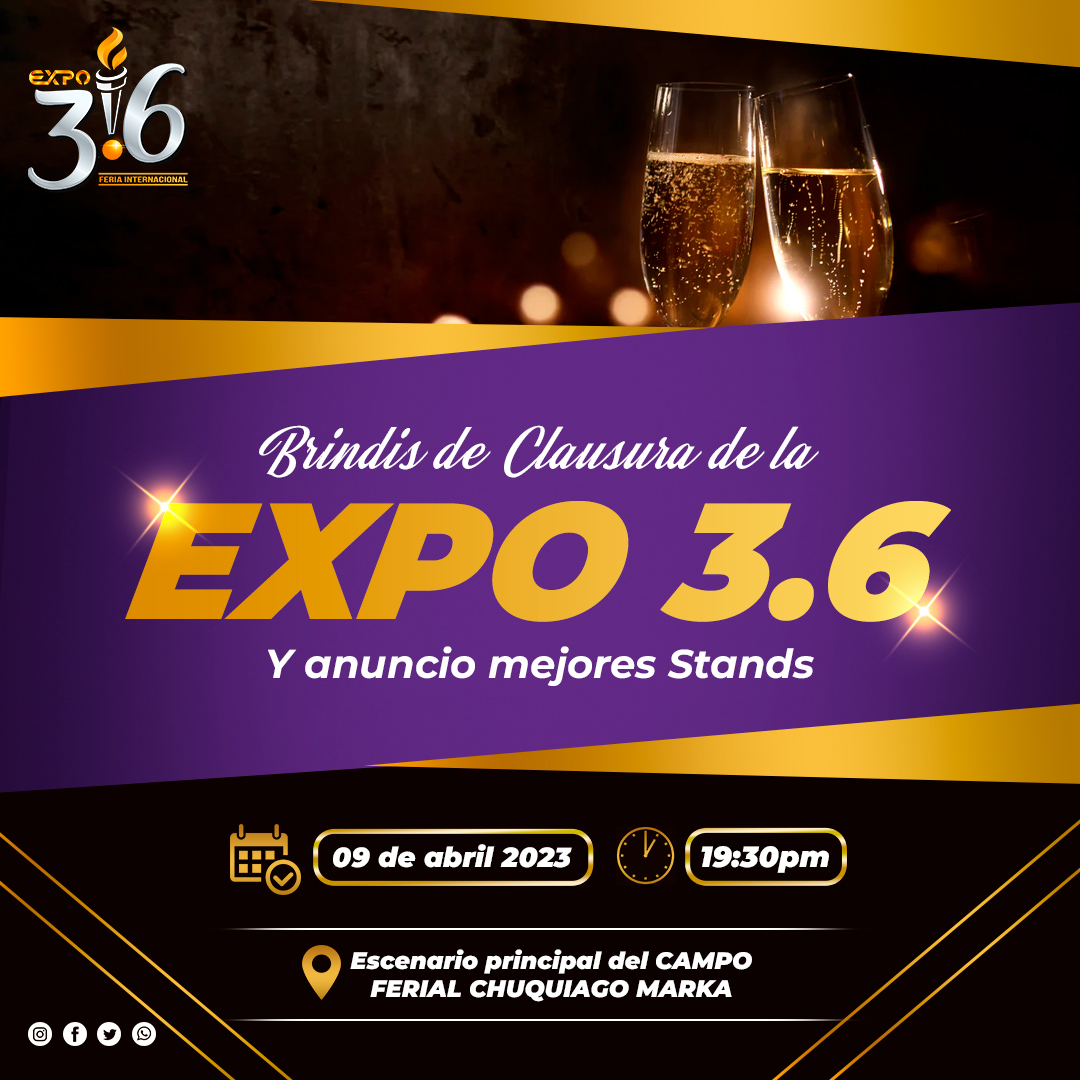 EXPO
3.6
FERIA INTERNACIONAL
Brindis de Clausura de la
EXPO 3.6
Y anuncio mejores Stands
09 de abril 2023
19:30pm
Escenario principal del CAMPO
FERIAL CHUQUIAGO MARKA